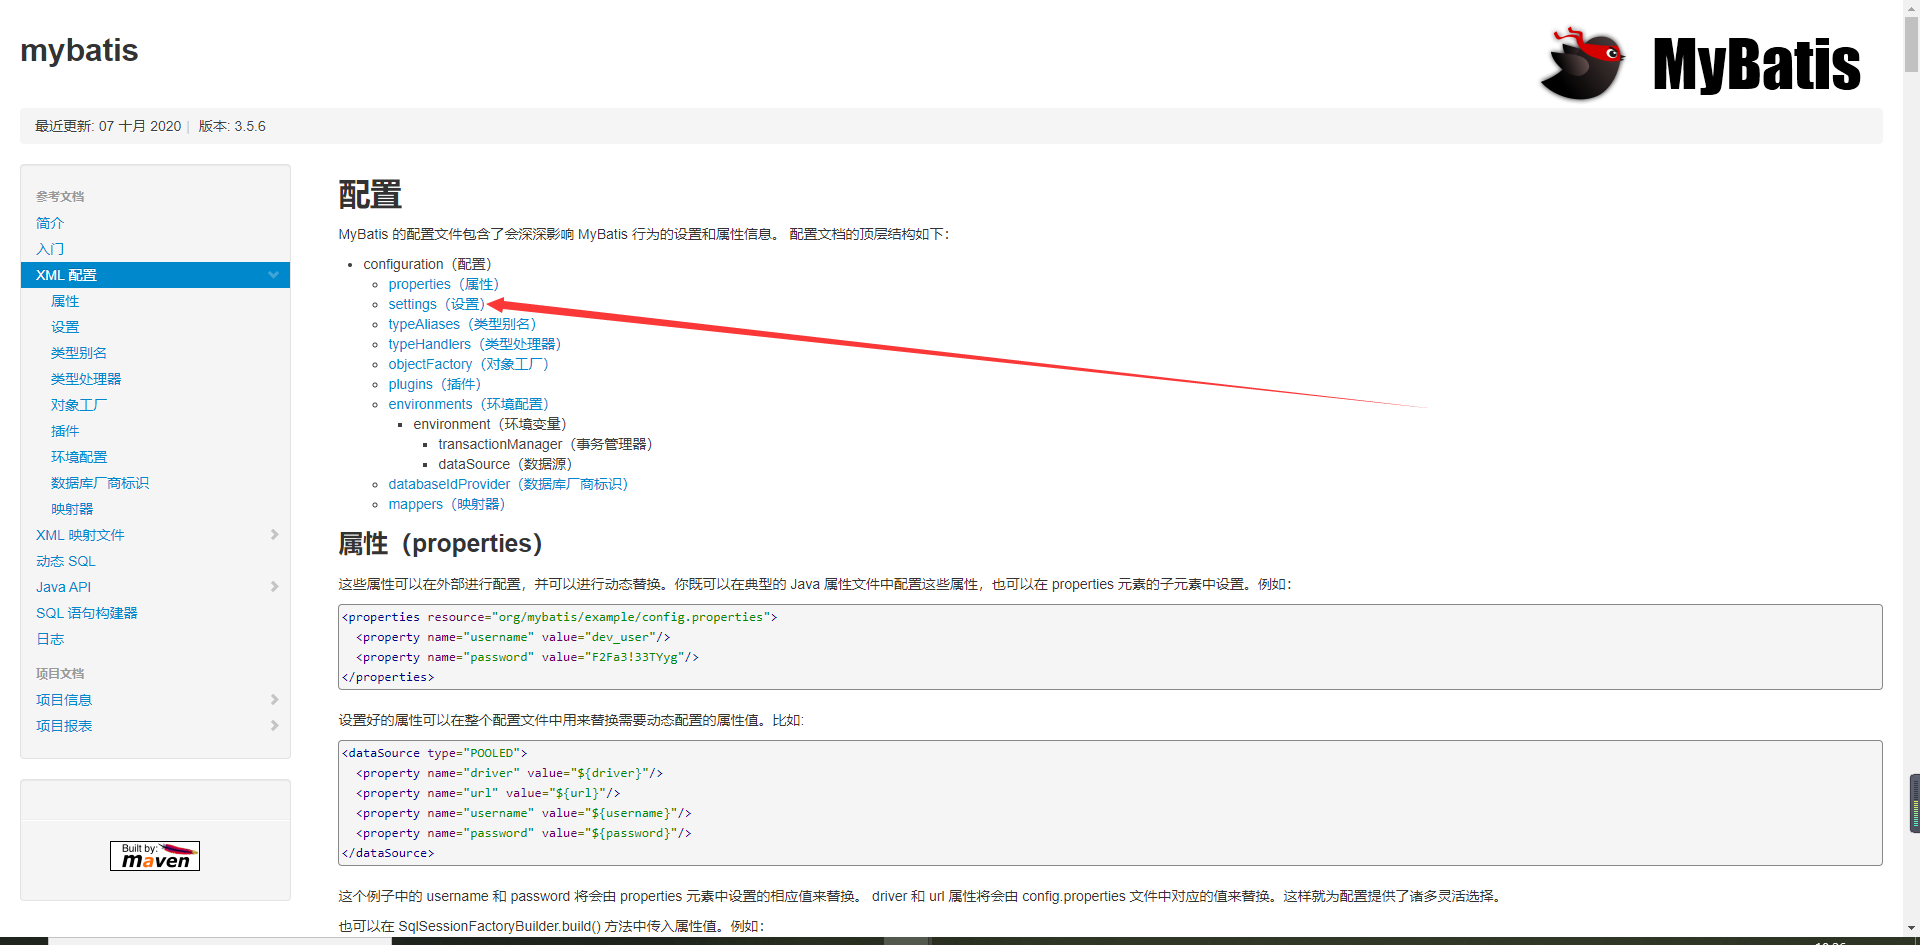 mybatis
MyBatis
最近更新: 07 十月 2020 | 版本: 3.5.6
参考文档
简介
入门
XML 配置
属性
设置
类型别名
类型处理器
对象工厂
插件
环境配置
数据库厂商标识
映射器
XML 映射文件
动态 SQL
Java API
SQL 语句构建器
日志
项目文档
项目信息
项目报表
Built by:
maven
配置
MyBatis 的配置文件包含了会深深影响 MyBatis 行为的设置和属性信息。 配置文档的顶层结构如下：
configuration（配置）
properties（属性）
settings（设置）
typeAliases（类型别名）
typeHandlers（类型处理器）
objectFactory（对象工厂）
plugins（插件）
environments（环境配置）
environment（环境变量）
transactionManager（事务管理器）
dataSource（数据源）
databaseIdProvider（数据库厂商标识）
mappers（映射器）
属性（properties）
这些属性可以在外部进行配置，并可以进行动态替换。你既可以在典型的 Java 属性文件中配置这些属性，也可以在 properties 元素的子元素中设置。例如：
<properties resource="org/mybatis/example/config.properties">
  <property name="username" value="dev_user"/>
  <property name="password" value="F2Fa3!33TYyg"/>
</properties>
设置好的属性可以在整个配置文件中用来替换需要动态配置的属性值。比如:
<dataSource type="POOLED">
  <property name="driver" value="${driver}"/>
  <property name="url" value="${url}"/>
  <property name="username" value="${username}"/>
  <property name="password" value="${password}"/>
</dataSource>
这个例子中的 username 和 password 将会由 properties 元素中设置的相应值来替换。 driver 和 url 属性将会由 config.properties 文件中对应的值来替换。这样就为配置提供了诸多灵活选择。
也可以在 SqlSessionFactoryBuilder.build() 方法中传入属性值。例如：